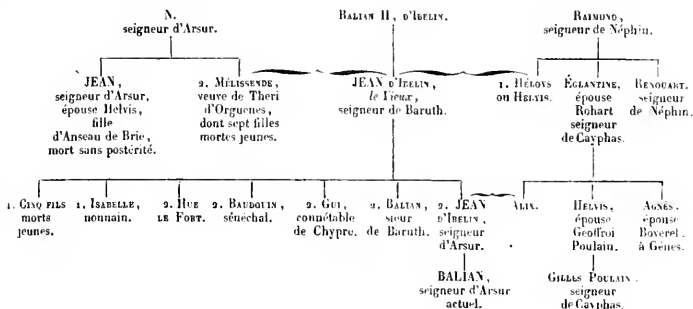 N.
seigneur d'Arsur.
BALIAN II, D'IBELIN.
RAIMUND,
seigneur de Néphin.
JEAN,
seigneur d'Arsur,
épouse Helvis,
fille
d'Anseau de Brie,
mort sans postérité.
2. MÉLISSENDE,
veuve de Theri
d'Orguenes,
dont sept filles
mortes jeunes.
JEAN D'IBELIN,
le Vieux,
seigneur de Baruth.
1. HÉLOYS
ou HELVIS.
ÉGLANTINE,
épouse
Rohart
seigneur
de Cayphas.
RENOUART,
seigneur
de Néphin.
1. CINQ FILS
morts
jeunes.
1. ISABELLE,
nonnain.
2. HUE
LE FORT.
2. BAUDOUIN,
sénéchal.
2. GUI,
connétable
de Chypre.
2. BALIAN,
sieur
de Baruth.
2. JEAN
D'IBELIN,
seigneur
d'Arsur.
ALIX.
HELVIS,
épouse
Geoffroi
Poulain.
AGNÈS,
épouse
Boverel
à Gênes.
BALIAN,
seigneur d'Arsur
actuel.
GILLES POULAIN
seigneur
de Cayphas.